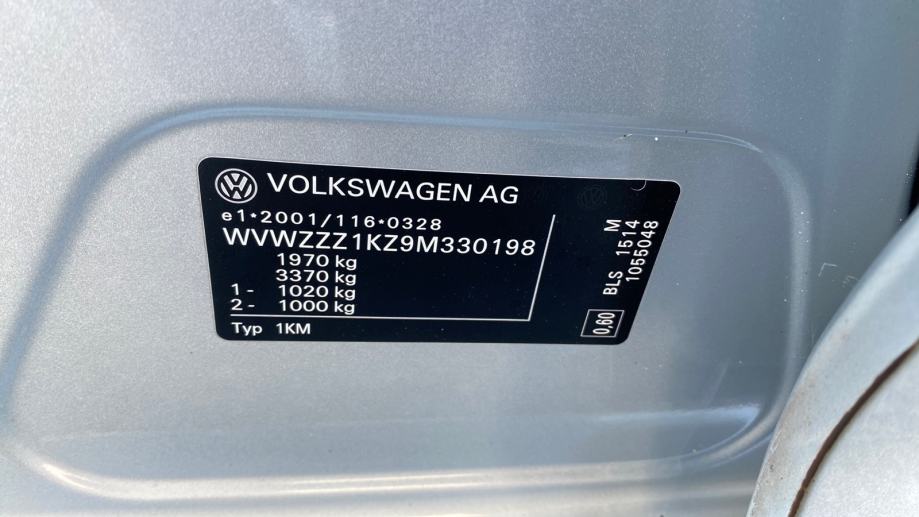 VOLKSWAGEN AG
e1*2001/116*0328
WVWZZZ1KZ9M330198
1970 kg
3370 kg
1- 1020 kg
2- 1000 kg
Typ 1KM
M
BLS 1514
1055048
0.60